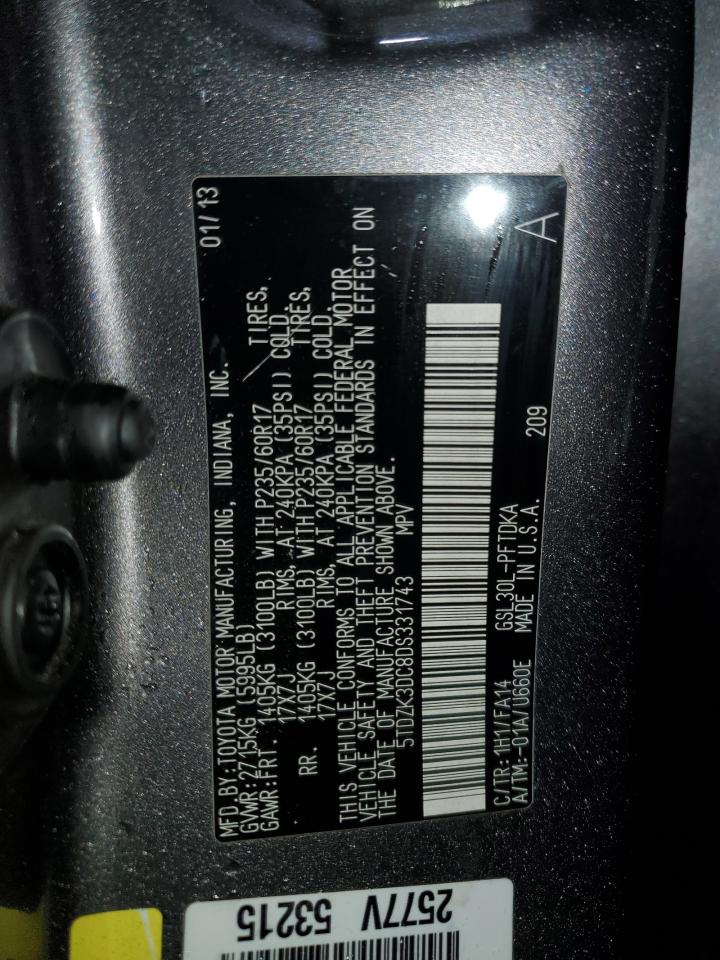 MFD.BY:TOYOTA MOTOR MANUFACTURING, INDIANA, INC. 01/13
GVWR:2715KG (5995LB)
GAWR:FRT. 1405KG (3100LB) WITH P235/60R17 TIRES,
17X7J RIMS, AT 240KPA (35PSI) COLD.
RR. 1405KG (3100LB) WITH P235/60R17 TIRES,
17X7J RIMS, AT 240KPA (35PSI) COLD.
THIS VEHICLE CONFORMS TO ALL APPLICABLE FEDERAL MOTOR
VEHICLE SAFETY AND THEFT PREVENTION STANDARDS IN EFFECT ON
THE DATE OF MANUFACTURE SHOWN ABOVE.
5TDZK3DC8DS331743 MPV
A
C/TR:1H1/FA14 GSL30L-PFTDKA 209
A/TM:-01A/U660E MADE IN U.S.A.
2577V
53215